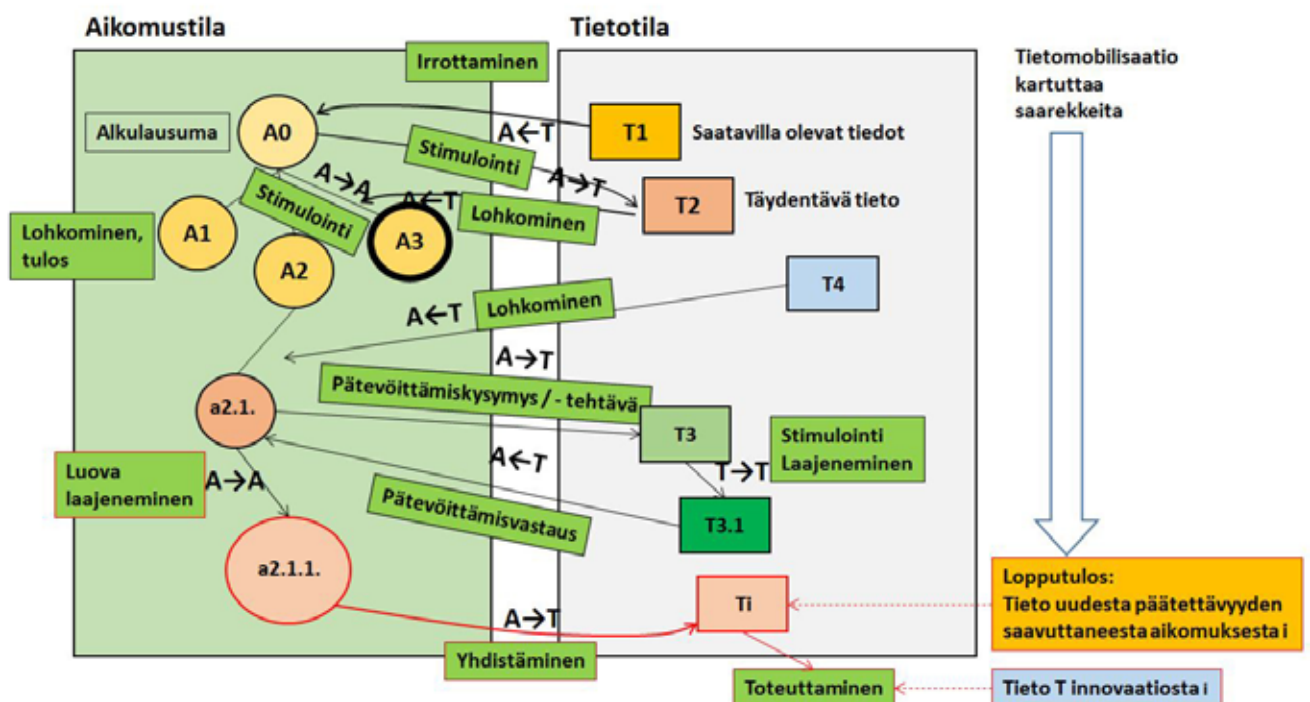 Aikomustila
Tietotila
Irrottaminen
Tietomobilisaatio
kartuttaa
saarekkeita
Alkulausuma
A0
A←T
T1
Saatavilla olevat tiedot
Stimulointi
A→T
A→A
Stimulointi
A←T
Lohkominen
T2
Täydentävä tieto
Lohkominen,
tulos
A1
A2
A3
T4
A←T
Lohkominen
A→T
Pätevöittämiskysymys / - tehtävä
a2.1.
T3
Stimulointi
Laajeneminen
T→T
A←T
Luova
laajeneminen
A→A
Pätevöittämisvastaus
T3.1
a2.1.1.
Ti
Lopputulos:
Tieto uudesta päätettävyyden
saavuttaneesta aikomuksesta i
A→T
Yhdistäminen
Toteuttaminen
Tieto T innovaatiosta i